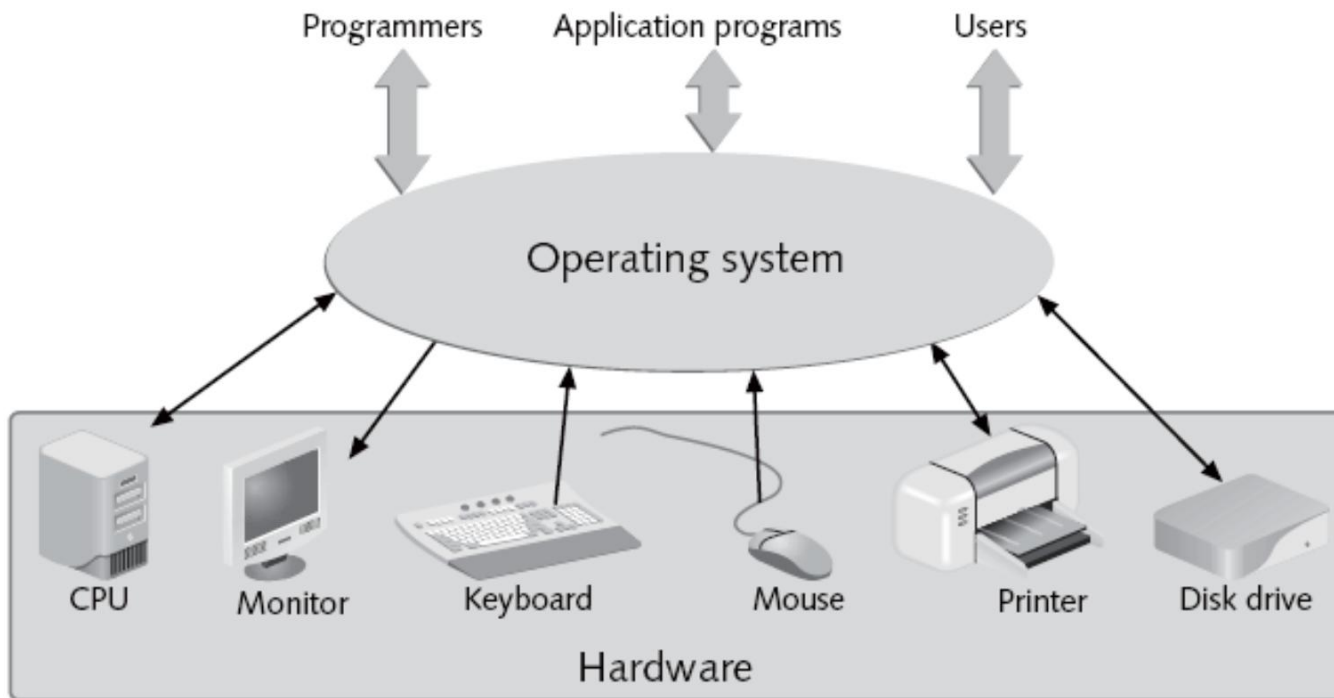 Programmers
Application programs
Users
Operating system
CPU
Monitor
Keyboard
Mouse
Printer
Disk drive
Hardware